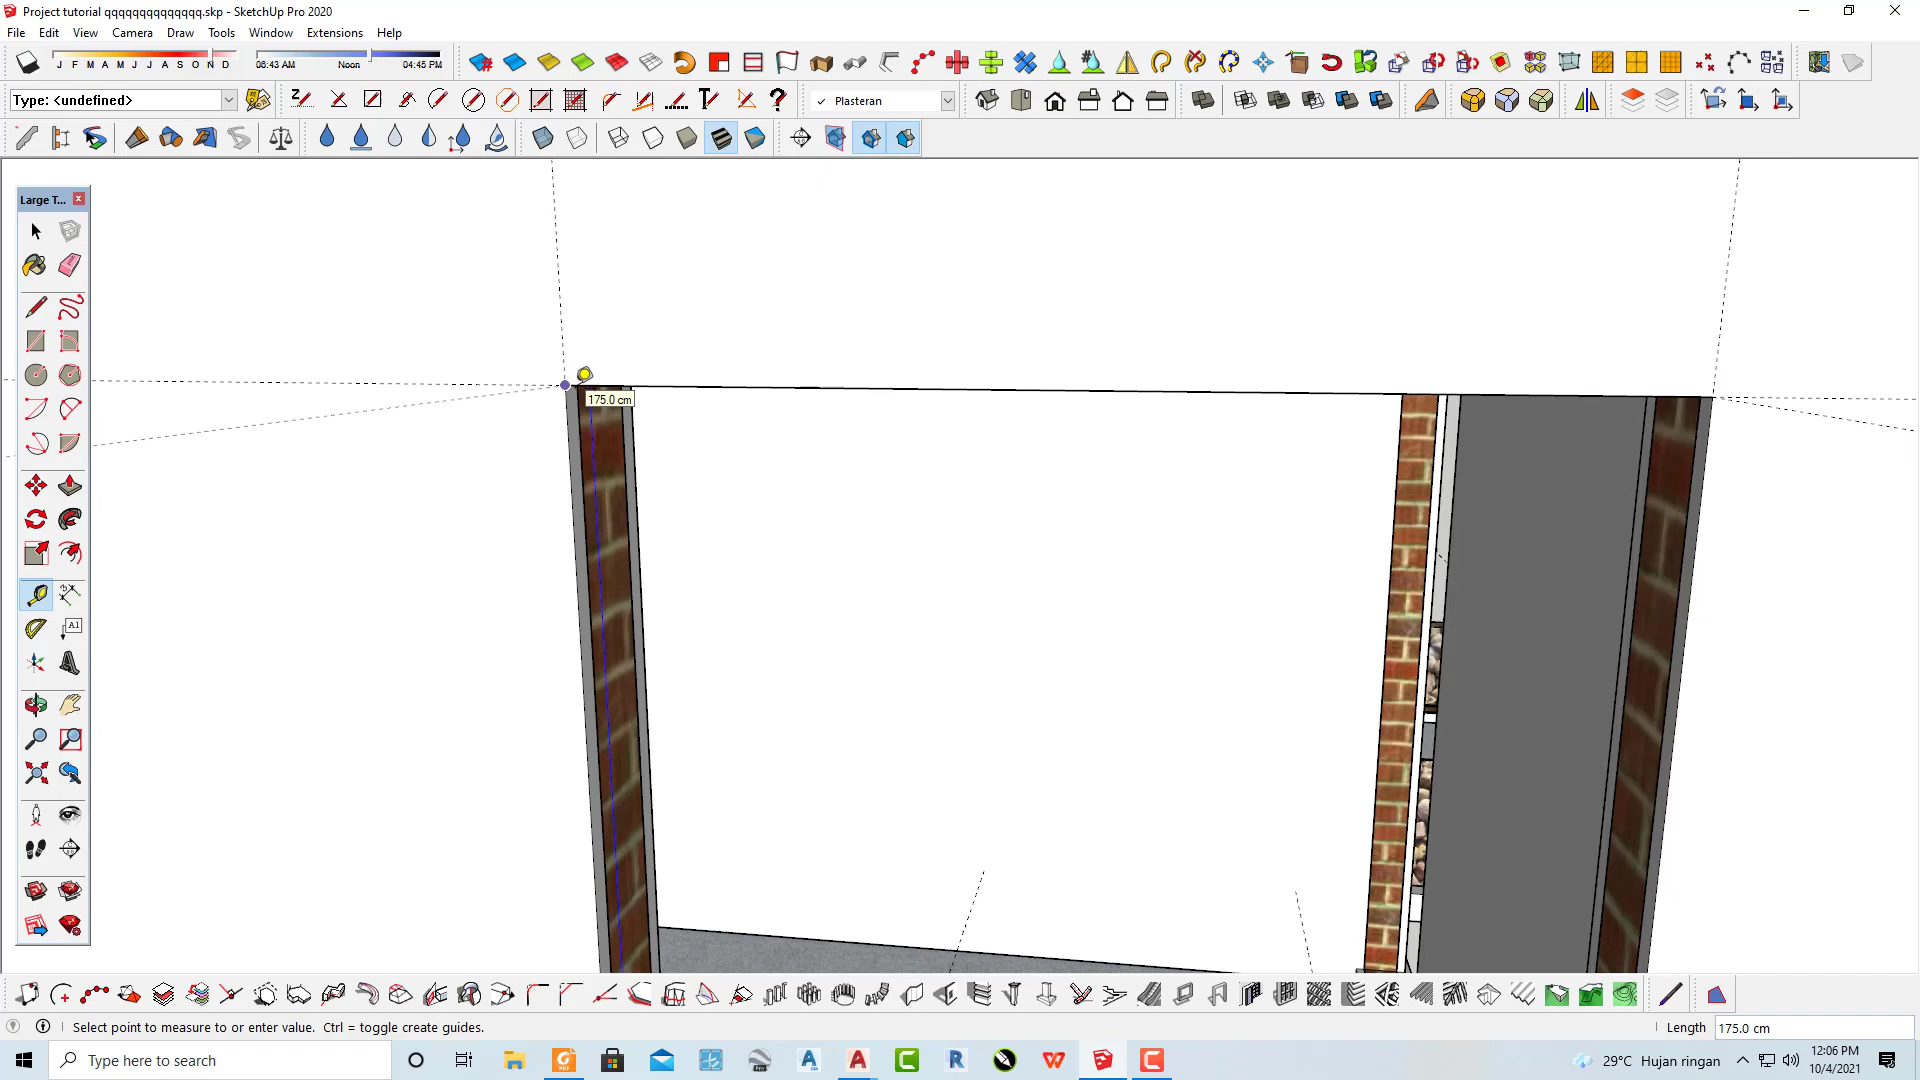 Project tutorial qqqqqqqqqqqqqq.skp - SketchUp Pro 2020
File Edit View Camera Draw Tools Window Extensions Help
J F M A M J J A S O N D
06:43 AM Noon 04:45 PM
Type: <undefined>
✓ Plasteran
Large T...
A1
175.0 cm
Select point to measure to or enter value. Ctrl = toggle create guides.
Length 175.0 cm
Type here to search
29°C Hujan ringan
12:06 PM
10/4/2021